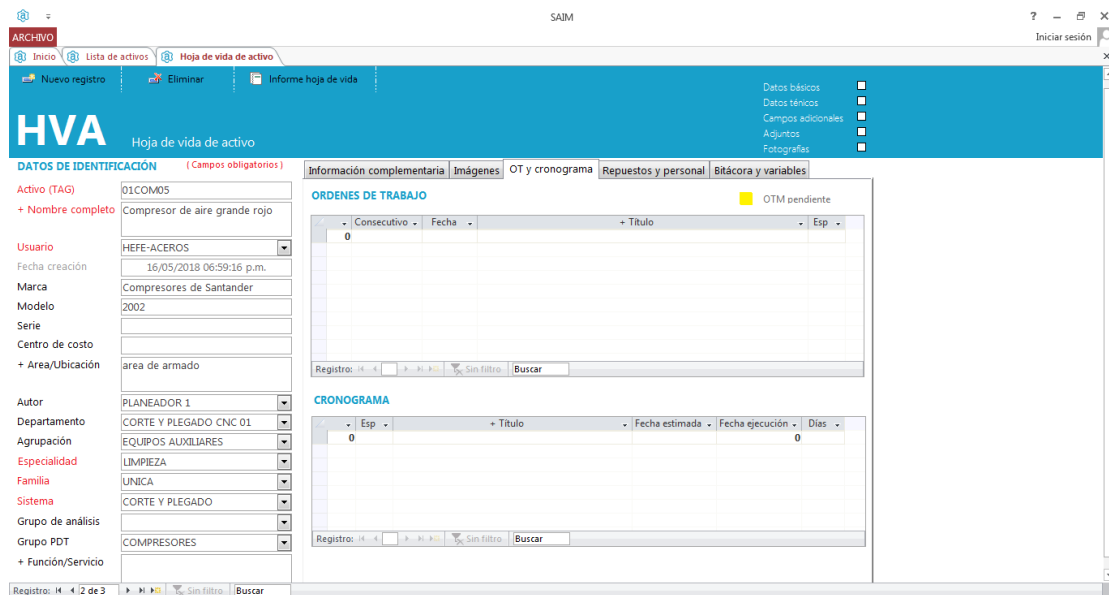 SAIM
?
ARCHIVO
Iniciar sesión
Inicio
Lista de activos
Hoja de vida de activo
Nuevo registro
Eliminar
Informe hoja de vida
Datos básicos
Datos ténicos
Campos adicionales
Adjuntos
Fotografías
HVA
Hoja de vida de activo
DATOS DE IDENTIFICACIÓN
( Campos obligatorios )
Activo (TAG)
01COM05
+ Nombre completo
Compresor de aire grande rojo
Usuario
HEFE-ACEROS
Fecha creación
16/05/2018 06:59:16 p.m.
Marca
Compresores de Santander
Modelo
2002
Serie
Centro de costo
+ Area/Ubicación
area de armado
Autor
PLANEADOR 1
Departamento
CORTE Y PLEGADO CNC 01
Agrupación
EQUIPOS AUXILIARES
Especialidad
LIMPIEZA
Familia
UNICA
Sistema
CORTE Y PLEGADO
Grupo de análisis
Grupo PDT
COMPRESORES
+ Función/Servicio
Información complementaria
Imágenes
OT y cronograma
Repuestos y personal
Bitácora y variables
ORDENES DE TRABAJO
OTM pendiente
Consecutivo
Fecha
+ Título
Esp
0
Registro:
Sin filtro
Buscar
CRONOGRAMA
Esp
+ Título
Fecha estimada
Fecha ejecución
Días
0
0
Registro:
Sin filtro
Buscar
Registro:
2 de 3
Sin filtro
Buscar